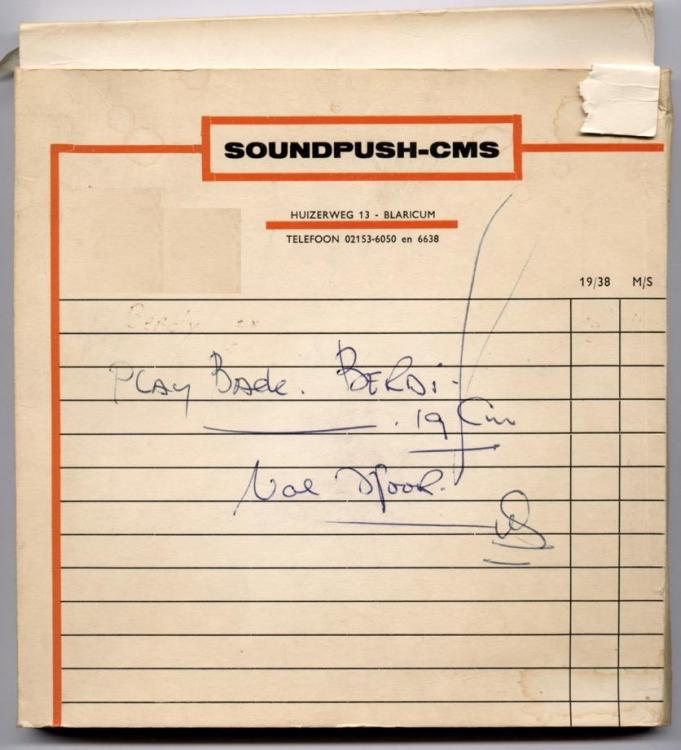 SOUNDPUSH-CMS
HUIZERWEG 13 - BLARICUM
TELEFOON 02153-6050 en 6638
19/38 M/S
PLAY BACK. BERDI-
19 Cm
Vol Spoor.